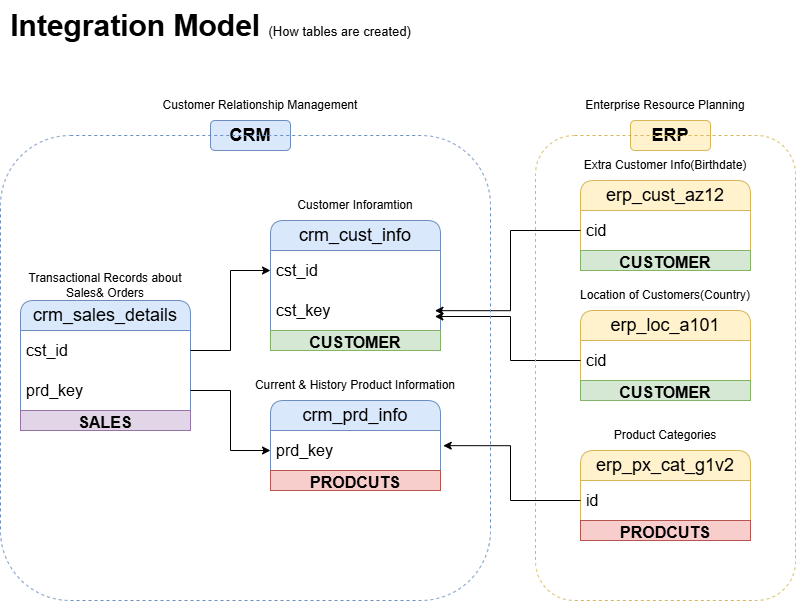 Integration Model (How tables are created)
Customer Relationship Management
CRM
Enterprise Resource Planning
ERP
Transactional Records about
Sales& Orders
crm_sales_details
cst_id
prd_key
SALES
Customer Inforamtion
crm_cust_info
cst_id
cst_key
CUSTOMER
Current & History Product Information
crm_prd_info
prd_key
PRODCUTS
Extra Customer Info(Birthdate)
erp_cust_az12
cid
CUSTOMER
Location of Customers(Country)
erp_loc_a101
cid
CUSTOMER
Product Categories
erp_px_cat_g1v2
id
PRODCUTS